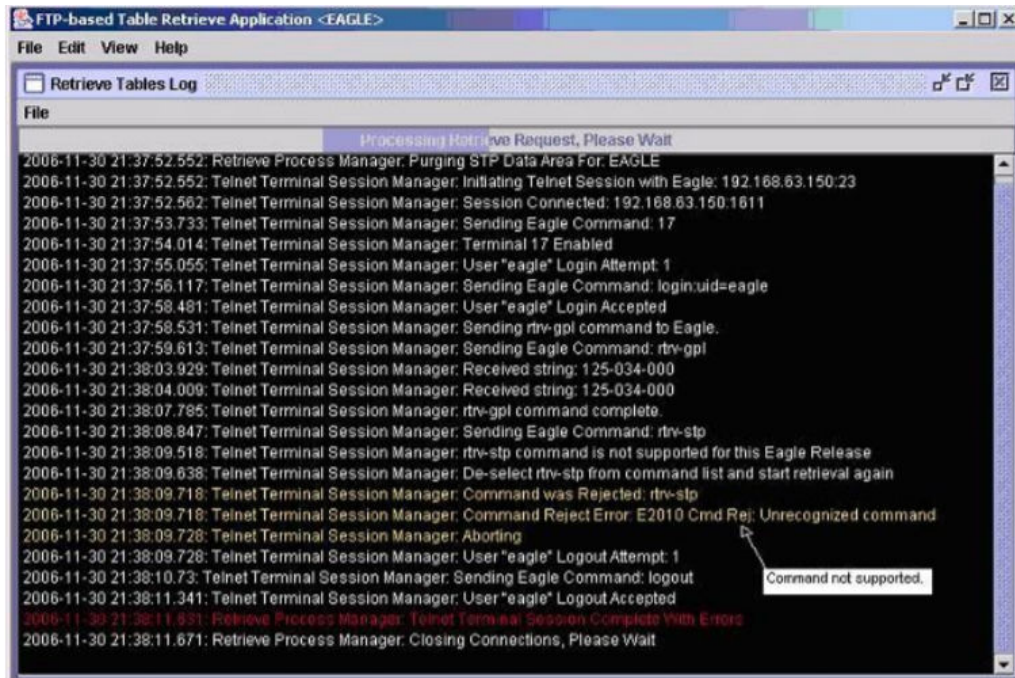 FTP-based Table Retrieve Application <EAGLE>
File Edit View Help
Retrieve Tables Log
File
Processing Retrieve Request, Please Wait
2006-11-30 21:37:52.552: Retrieve Process Manager: Purging STP Data Area For: EAGLE
2006-11-30 21:37:52.552: Telnet Terminal Session Manager: Initiating Telnet Session with Eagle: 192.168.63.150:23
2006-11-30 21:37:52.562: Telnet Terminal Session Manager: Session Connected: 192.168.63.150:1611
2006-11-30 21:37:53.733: Telnet Terminal Session Manager: Sending Eagle Command: 17
2006-11-30 21:37:54.014: Telnet Terminal Session Manager: Terminal 17 Enabled
2006-11-30 21:37:55.055: Telnet Terminal Session Manager: User "eagle" Login Attempt: 1
2006-11-30 21:37:56.117: Telnet Terminal Session Manager: Sending Eagle Command: login:uid=eagle
2006-11-30 21:37:58.481: Telnet Terminal Session Manager: User "eagle" Login Accepted
2006-11-30 21:37:58.531: Telnet Terminal Session Manager: Sending rtrv-gpl command to Eagle.
2006-11-30 21:37:59.613: Telnet Terminal Session Manager: Sending Eagle Command: rtrv-gpl
2006-11-30 21:38:03.929: Telnet Terminal Session Manager: Received string: 125-034-000
2006-11-30 21:38:04.009: Telnet Terminal Session Manager: Received string: 125-034-000
2006-11-30 21:38:07.785: Telnet Terminal Session Manager: rtrv-gpl command complete.
2006-11-30 21:38:08.847: Telnet Terminal Session Manager: Sending Eagle Command: rtrv-stp
2006-11-30 21:38:09.518: Telnet Terminal Session Manager: rtrv-stp command is not supported for this Eagle Release
2006-11-30 21:38:09.638: Telnet Terminal Session Manager: De-select rtrv-stp from command list and start retrieval again
2006-11-30 21:38:09.718: Telnet Terminal Session Manager: Command was Rejected: rtrv-stp
2006-11-30 21:38:09.718: Telnet Terminal Session Manager: Command Reject Error: E2010 Cmd Rej: Unrecognized command
2006-11-30 21:38:09.728: Telnet Terminal Session Manager: Aborting
2006-11-30 21:38:09.728: Telnet Terminal Session Manager: User "eagle" Logout Attempt: 1
2006-11-30 21:38:10.73: Telnet Terminal Session Manager: Sending Eagle Command: logout
Command not supported.
2006-11-30 21:38:11.341: Telnet Terminal Session Manager: User "eagle" Logout Accepted
2006-11-30 21:38:11.631: Retrieve Process Manager: Telnet Terminal Session Complete With Errors
2006-11-30 21:38:11.671: Retrieve Process Manager: Closing Connections, Please Wait